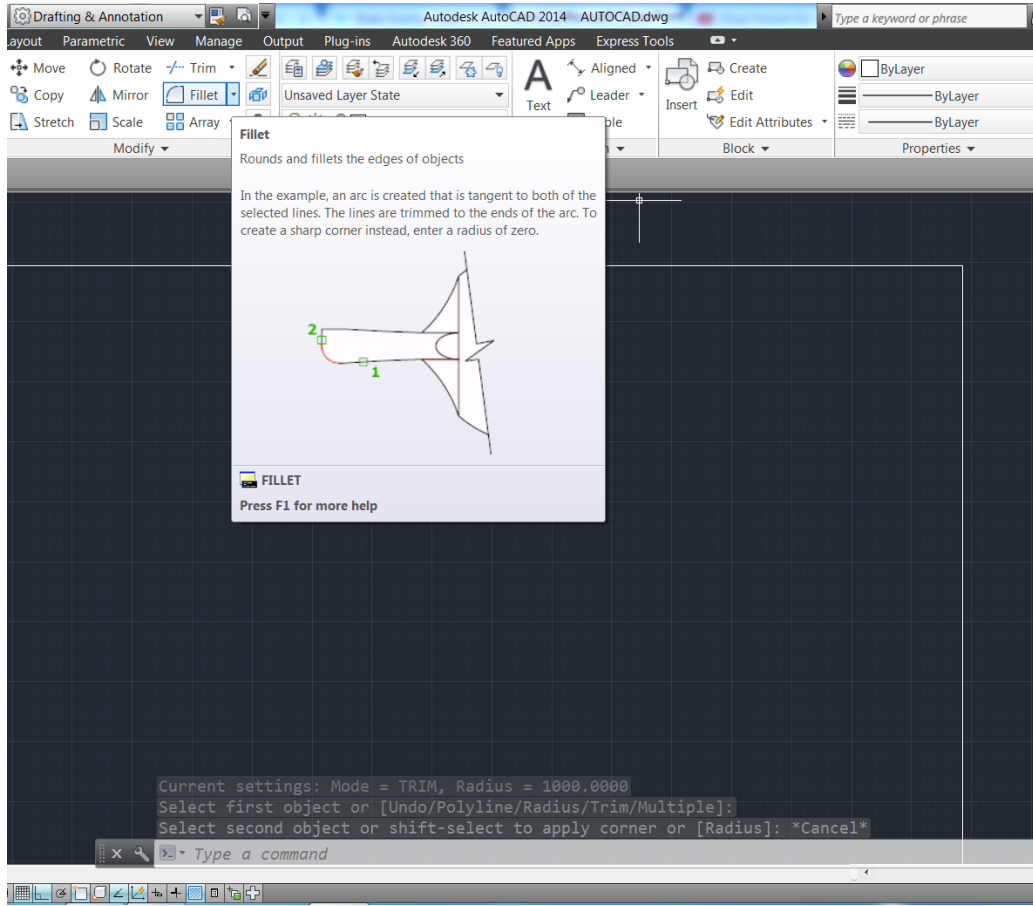 Drafting & Annotation
Autodesk AutoCAD 2014 AUTOCAD.dwg
Type a keyword or phrase
ayout Parametric View Manage Output Plug-ins Autodesk 360 Featured Apps Express Tools
Move Rotate Trim
Aligned
Create
ByLayer
Copy Mirror Fillet
Unsaved Layer State
Text
Leader
Insert
Edit
ByLayer
Stretch Scale Array
ble
Edit Attributes
ByLayer
Modify
Block
Properties
Fillet
Rounds and fillets the edges of objects
In the example, an arc is created that is tangent to both of the
selected lines. The lines are trimmed to the ends of the arc. To
create a sharp corner instead, enter a radius of zero.
2
1
FILLET
Press F1 for more help
Current settings: Mode = TRIM, Radius = 1000.0000
Select first object or [Undo/Polyline/Radius/Trim/Multiple]:
Select second object or shift-select to apply corner or [Radius]: *Cancel*
Type a command